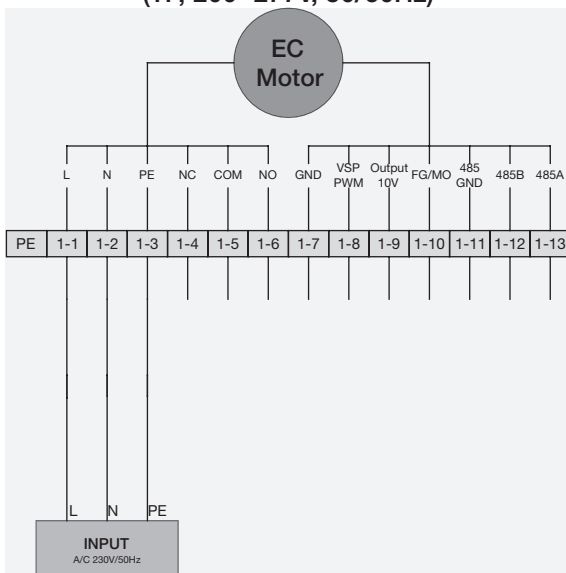 50/60Hz)
EC
Motor
L N PE NC COM NO GND VSP PWM Output 10V FG/MO 485 GND 485B 485A
PE 1-1 1-2 1-3 1-4 1-5 1-6 1-7 1-8 1-9 1-10 1-11 1-12 1-13
L N PE
INPUT
A/C 230V/50Hz